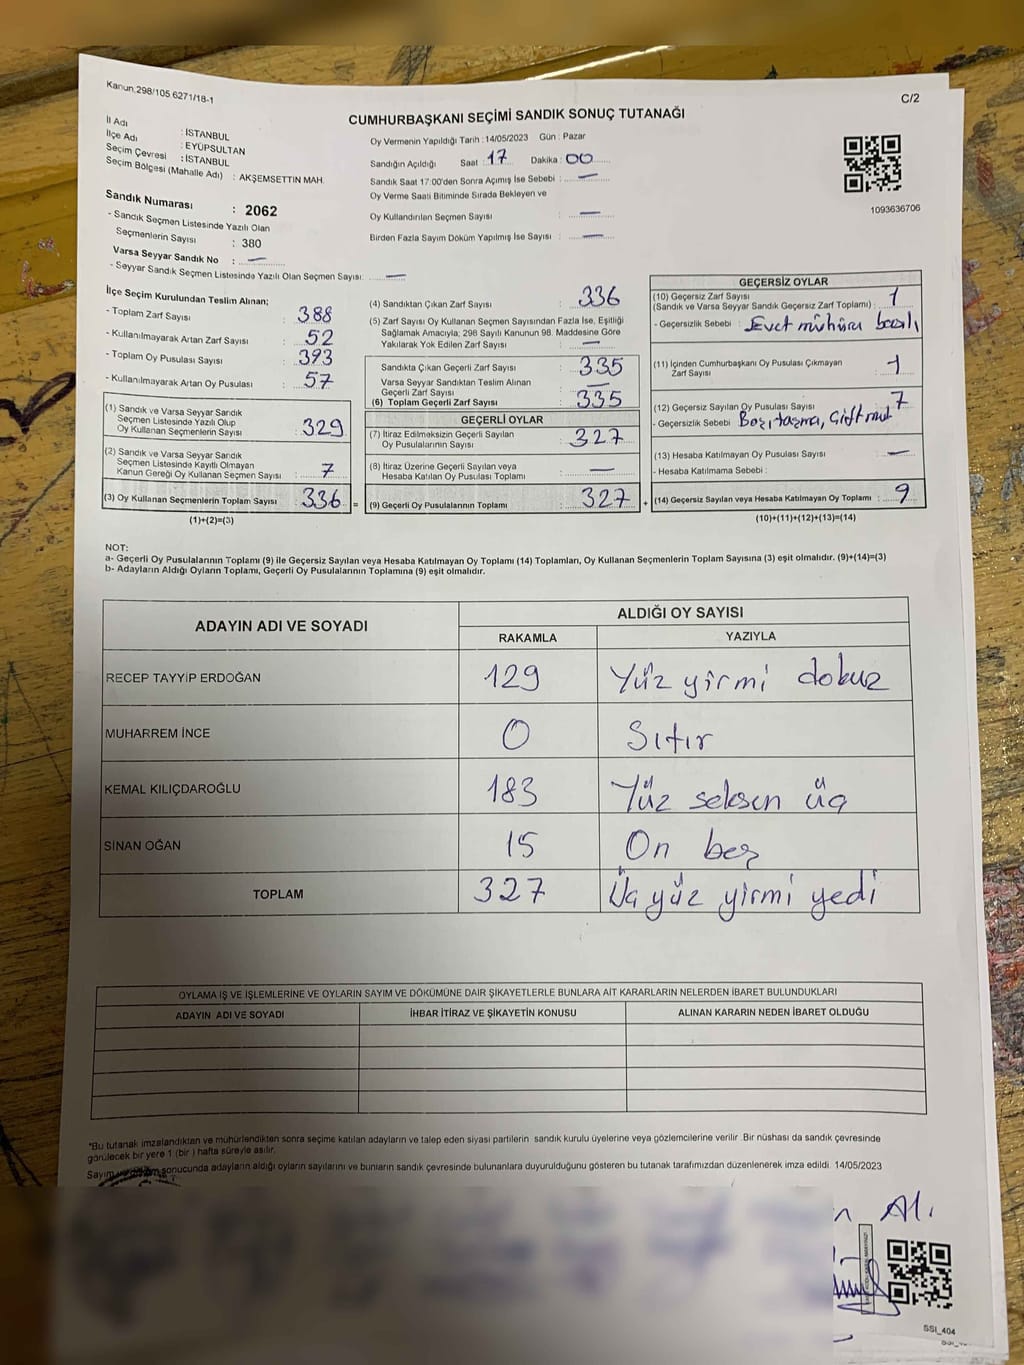 Kanun,298/105 6271/18-1
C/2
CUMHURBAŞKANI SEÇİMİ SANDIK SONUÇ TUTANAĞI
İl Adı : İSTANBUL
İlçe Adı : EYÜPSULTAN
Seçim Çevresi : İSTANBUL
Seçim Bölgesi (Mahalle Adı) : AKŞEMSETTİN MAH.
Sandık Numarası : 2062
- Sandık Seçmen Listesinde Yazılı Olan
Seçmenlerin Sayısı : 380
Varsa Seyyar Sandık No : —
- Seyyar Sandık Seçmen Listesinde Yazılı Olan Seçmen Sayısı: —
Oy Vermenin Yapıldığı Tarih : 14/05/2023 Gün : Pazar
Sandığın Açıldığı Saat : 17 Dakika : 00
Sandık Saat 17:00'den Sonra Açılmış İse Sebebi : —
Oy Verme Saati Bitiminde Sırada Bekleyen ve
Oy Kullandırılan Seçmen Sayısı : —
Birden Fazla Sayım Döküm Yapılmış İse Sayısı : —
1093636706
İlçe Seçim Kurulundan Teslim Alınan;
- Toplam Zarf Sayısı : 388
- Kullanılmayarak Artan Zarf Sayısı : 52
- Toplam Oy Pusulası Sayısı : 393
- Kullanılmayarak Artan Oy Pusulası : 57
(1) Sandık ve Varsa Seyyar Sandık
Seçmen Listesinde Yazılı Olup
Oy Kullanan Seçmenlerin Sayısı : 329
(2) Sandık ve Varsa Seyyar Sandık
Seçmen Listesinde Kayıtlı Olmayan
Kanun Gereği Oy Kullanan Seçmen Sayısı : 7
(3) Oy Kullanan Seçmenlerin Toplam Sayısı : 336 =
(1)+(2)=(3)
(4) Sandıktan Çıkan Zarf Sayısı : 336
(5) Zarf Sayısı Oy Kullanan Seçmen Sayısından Fazla İse, Eşitliği
Sağlamak Amacıyla, 298 Sayılı Kanunun 98. Maddesine Göre
Yakılarak Yok Edilen Zarf Sayısı : —
Sandıkta Çıkan Geçerli Zarf Sayısı : 335
Varsa Seyyar Sandıktan Teslim Alınan
Geçerli Zarf Sayısı : —
(6) Toplam Geçerli Zarf Sayısı : 335
GEÇERLİ OYLAR
(7) İtiraz Edilmeksizin Geçerli Sayılan
Oy Pusulalarının Sayısı : 327
(8) İtiraz Üzerine Geçerli Sayılan veya
Hesaba Katılan Oy Pusulası Toplamı : —
(9) Geçerli Oy Pusulalarının Toplamı : 327 +
GEÇERSİZ OYLAR
(10) Geçersiz Zarf Sayısı
(Sandık ve Varsa Seyyar Sandık Geçersiz Zarf Toplamı) : 1
- Geçersizlik Sebebi : Evet mührü basılı
(11) İçinden Cumhurbaşkanı Oy Pusulası Çıkmayan
Zarf Sayısı : 1
(12) Geçersiz Sayılan Oy Pusulası Sayısı : 7
- Geçersizlik Sebebi
(13) Hesaba Katılmayan Oy Pusulası Sayısı : —
- Hesaba Katılmama Sebebi :
(14) Geçersiz Sayılan veya Hesaba Katılmayan Oy Toplamı : 9
(10)+(11)+(12)+(13)=(14)
NOT:
a- Geçerli Oy Pusulalarının Toplamı (9) ile Geçersiz Sayılan veya Hesaba Katılmayan Oy Toplamı (14) Toplamları, Oy Kullanan Seçmenlerin Toplam Sayısına (3) eşit olmalıdır. (9)+(14)=(3)
b- Adayların Aldığı Oyların Toplamı, Geçerli Oy Pusulalarının Toplamına (9) eşit olmalıdır.
ADAYIN ADI VE SOYADI ALDIĞI OY SAYISI
RAKAMLA YAZIYLA
RECEP TAYYİP ERDOĞAN 129 Yüz yirmi dokuz
MUHARREM İNCE 0 Sıfır
KEMAL KILIÇDAROĞLU 183 Yüz seksen üç
SİNAN OĞAN 15 On beş
TOPLAM 327 Üç yüz yirmi yedi
OYLAMA İŞ VE İŞLEMLERİNE VE OYLARIN SAYIM VE DÖKÜMÜNE DAİR ŞİKAYETLERLE BUNLARA AİT KARARLARIN NELERDEN İBARET BULUNDUKLARI
ADAYIN ADI VE SOYADI İHBAR İTİRAZ VE ŞİKAYETİN KONUSU ALINAN KARARIN NEDEN İBARET OLDUĞU
*Bu tutanak imzalandıktan ve mühürlendikten sonra seçime katılan adayların ve talep eden siyasi partilerin sandık kurulu üyelerine veya gözlemcilerine verilir. Bir nüshası da sandık çevresinde
görülecek bir yere 1 (bir) hafta süreyle asılır.
Sayım sonucunda adayların aldığı oyların sayılarını ve bunların sandık çevresinde bulunanlara duyurulduğunu gösteren bu tutanak tarafımızdan düzenlenerek imza edildi. 14/05/2023
Ali
SSI_404